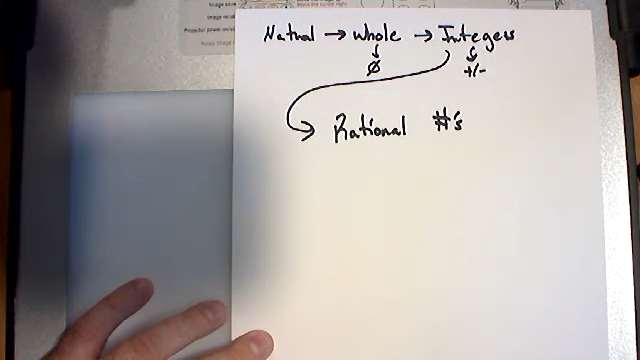 Natural → whole → Integers
∅ +/-
Rational #'s